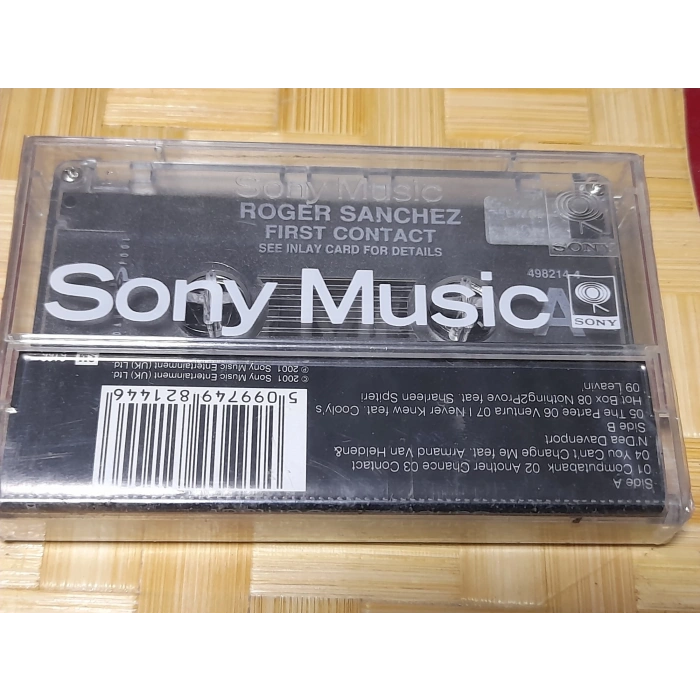 Sony Music
ROGER SANCHEZ
FIRST CONTACT
SEE INLAY CARD FOR DETAILS
SONY
498214 4
Sony Music
A
SONY
Side A
01 Computabank 02 Another Chance 03 Contact
04 You Can't Change Me feat. Armand Van Helden&
N'Dea Davenport
Side B
05 The Partee 06 Ventura 07 I Never Knew feat. Cooly's
Hot Box 08 Nothing2Prove feat. Sharleen Spiteri
09 Leavin'
5 099749 821446
℗ 2001 Sony Music Entertainment (UK) Ltd
© 2001 Sony Music Entertainment (UK) Ltd